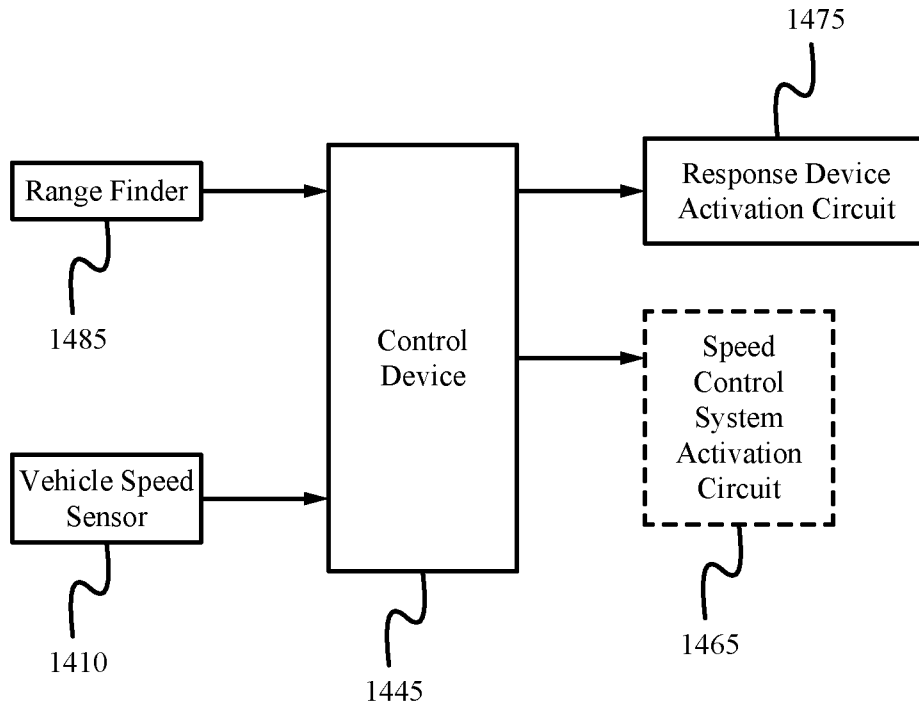 1475
Range Finder
Response Device
Activation Circuit
1485
Control
Device
Speed
Control
System
Activation
Circuit
Vehicle Speed
Sensor
1410
1445
1465